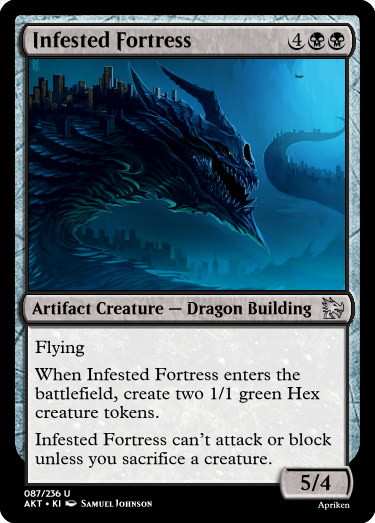 Infested Fortress 4
Artifact Creature — Dragon Building
Flying
When Infested Fortress enters the
battlefield, create two 1/1 green Hex
creature tokens.
Infested Fortress can't attack or block
unless you sacrifice a creature.
5/4
087/236 U
AKT • KI Samuel Johnson
Apriken